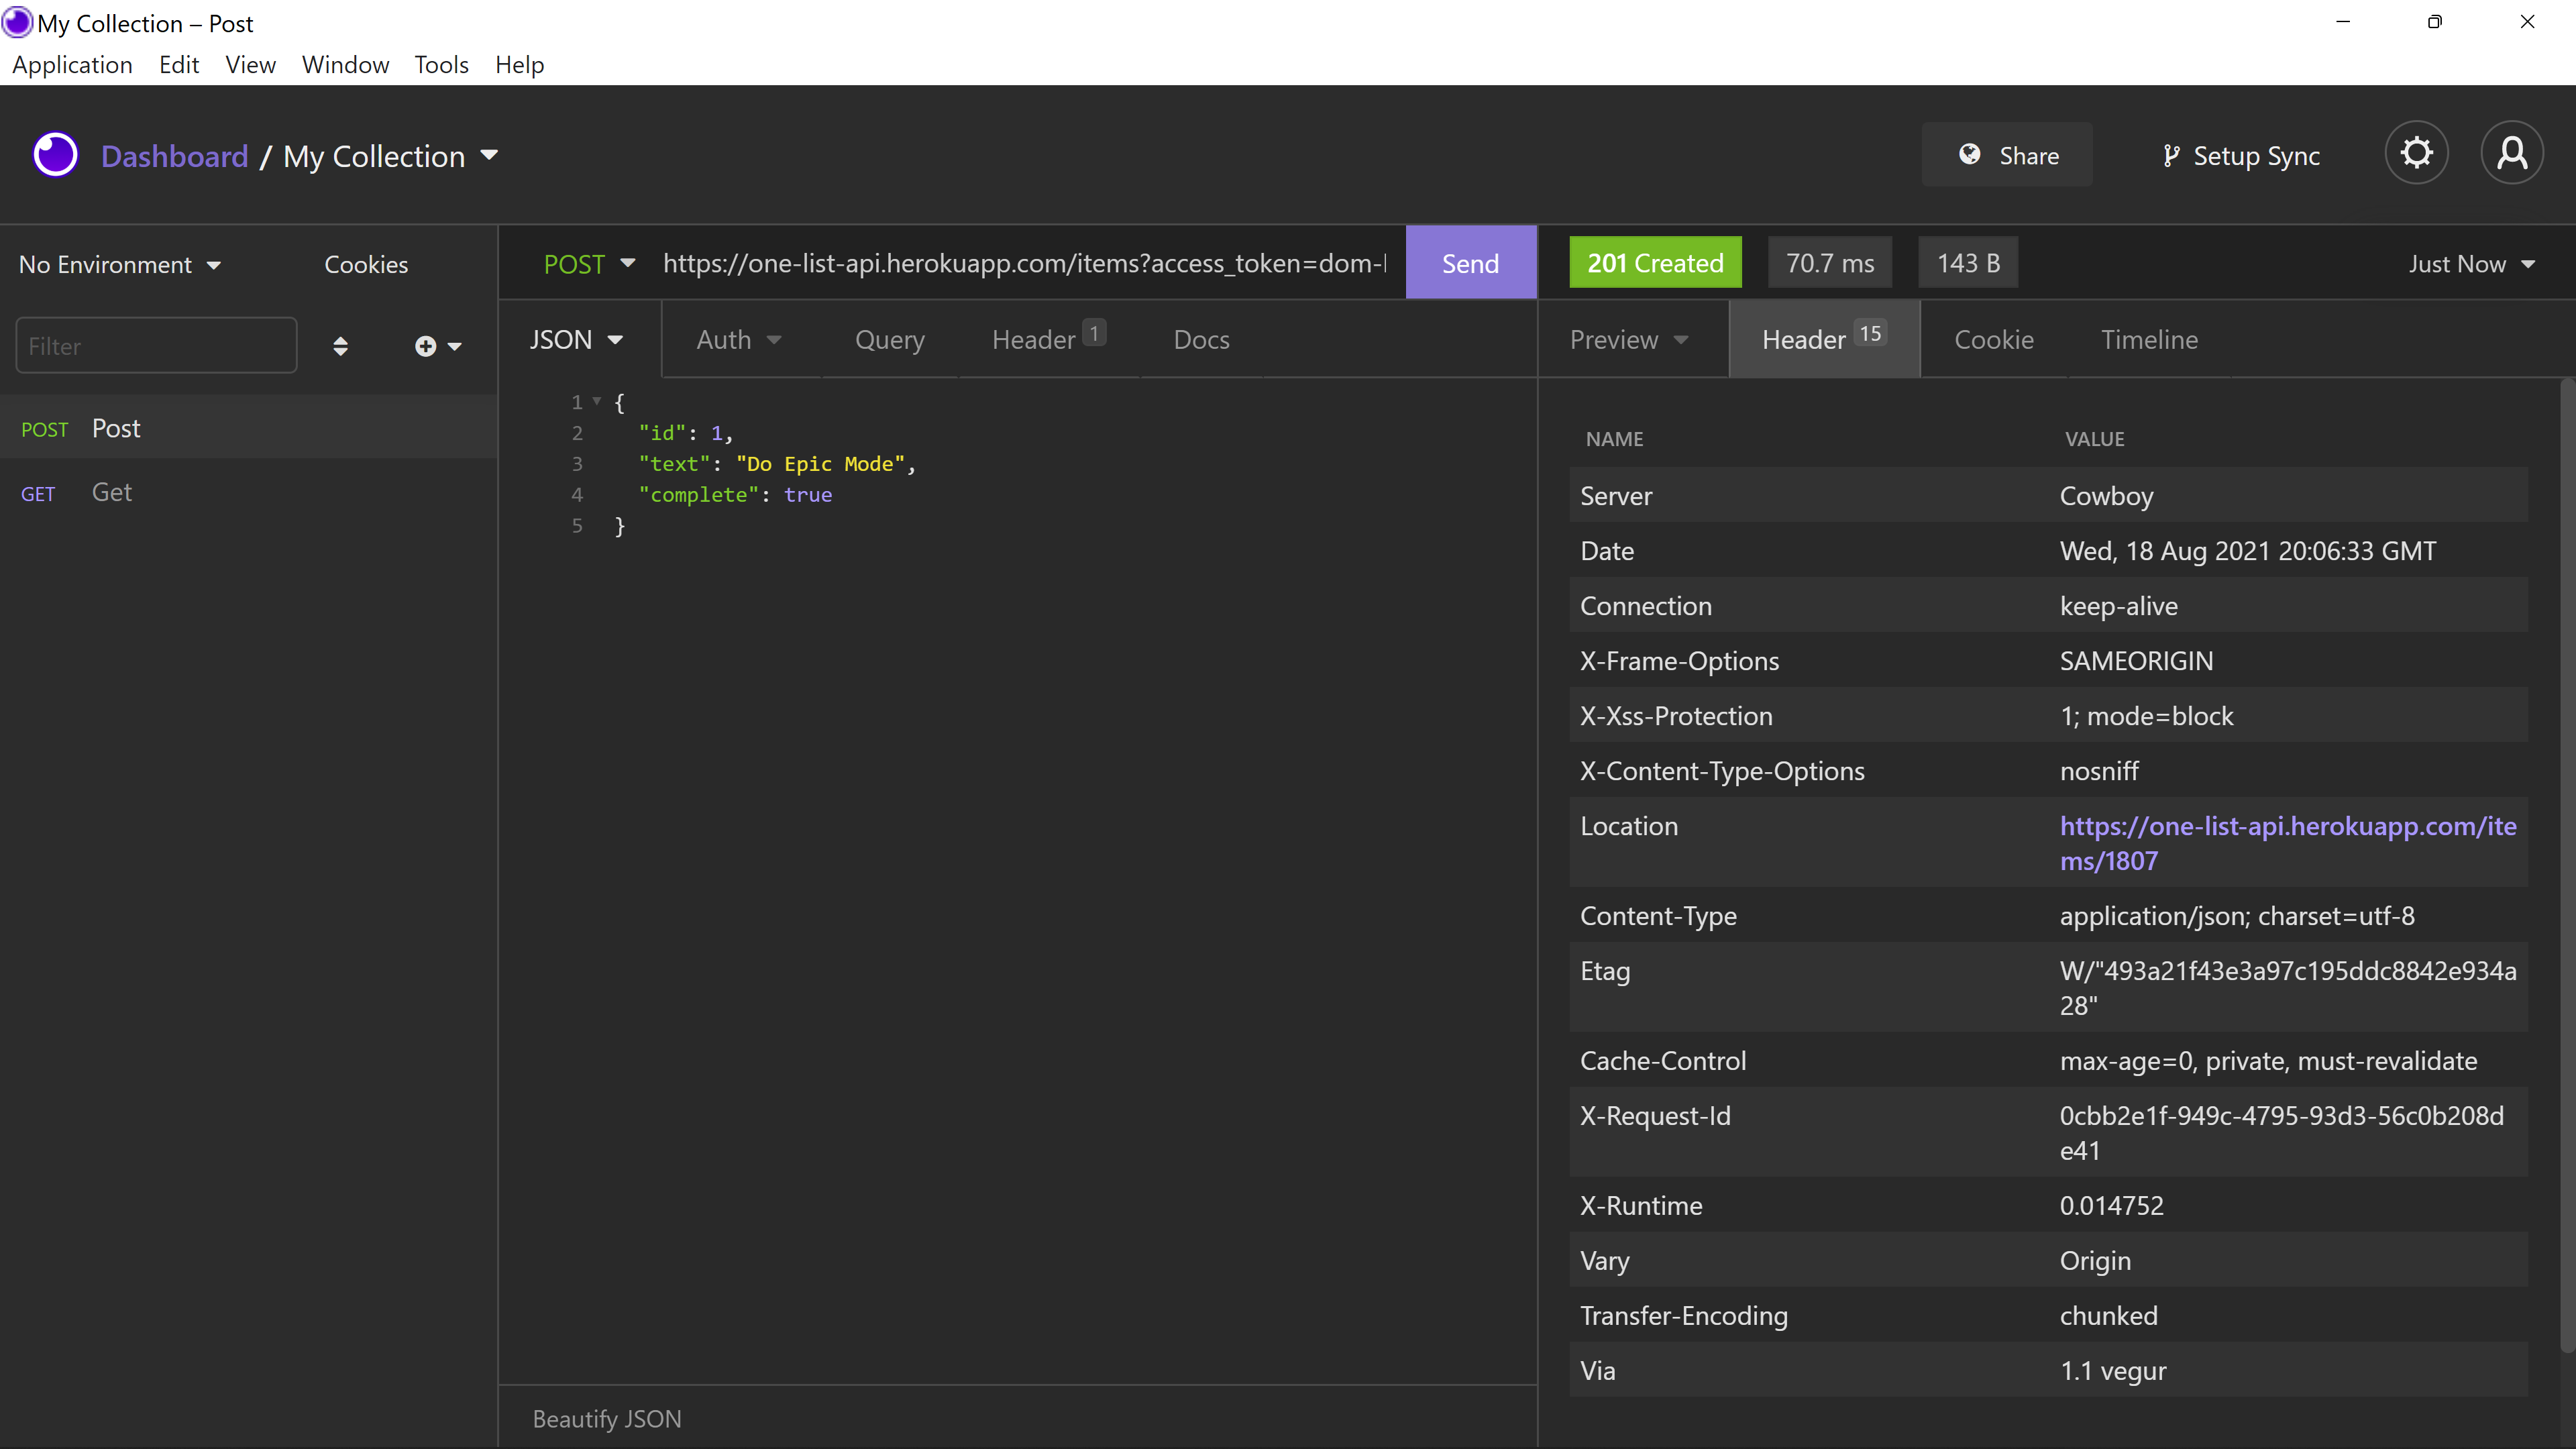 My Collection – Post
Application Edit View Window Tools Help
Dashboard / My Collection
Share
Setup Sync
No Environment
Cookies
Filter
POST Post
GET Get
POST https://one-list-api.herokuapp.com/items?access_token=dom-
Send
JSON Auth Query Header 1 Docs
1 {
2 "id": 1,
3 "text": "Do Epic Mode",
4 "complete": true
5 }
Beautify JSON
201 Created 70.7 ms 143 B Just Now
Preview Header 15 Cookie Timeline
NAME VALUE
Server Cowboy
Date Wed, 18 Aug 2021 20:06:33 GMT
Connection keep-alive
X-Frame-Options SAMEORIGIN
X-Xss-Protection 1; mode=block
X-Content-Type-Options nosniff
Location https://one-list-api.herokuapp.com/ite
ms/1807
Content-Type application/json; charset=utf-8
Etag W/"493a21f43e3a97c195ddc8842e934a
28"
Cache-Control max-age=0, private, must-revalidate
X-Request-Id 0cbb2e1f-949c-4795-93d3-56c0b208d
e41
X-Runtime 0.014752
Vary Origin
Transfer-Encoding chunked
Via 1.1 vegur